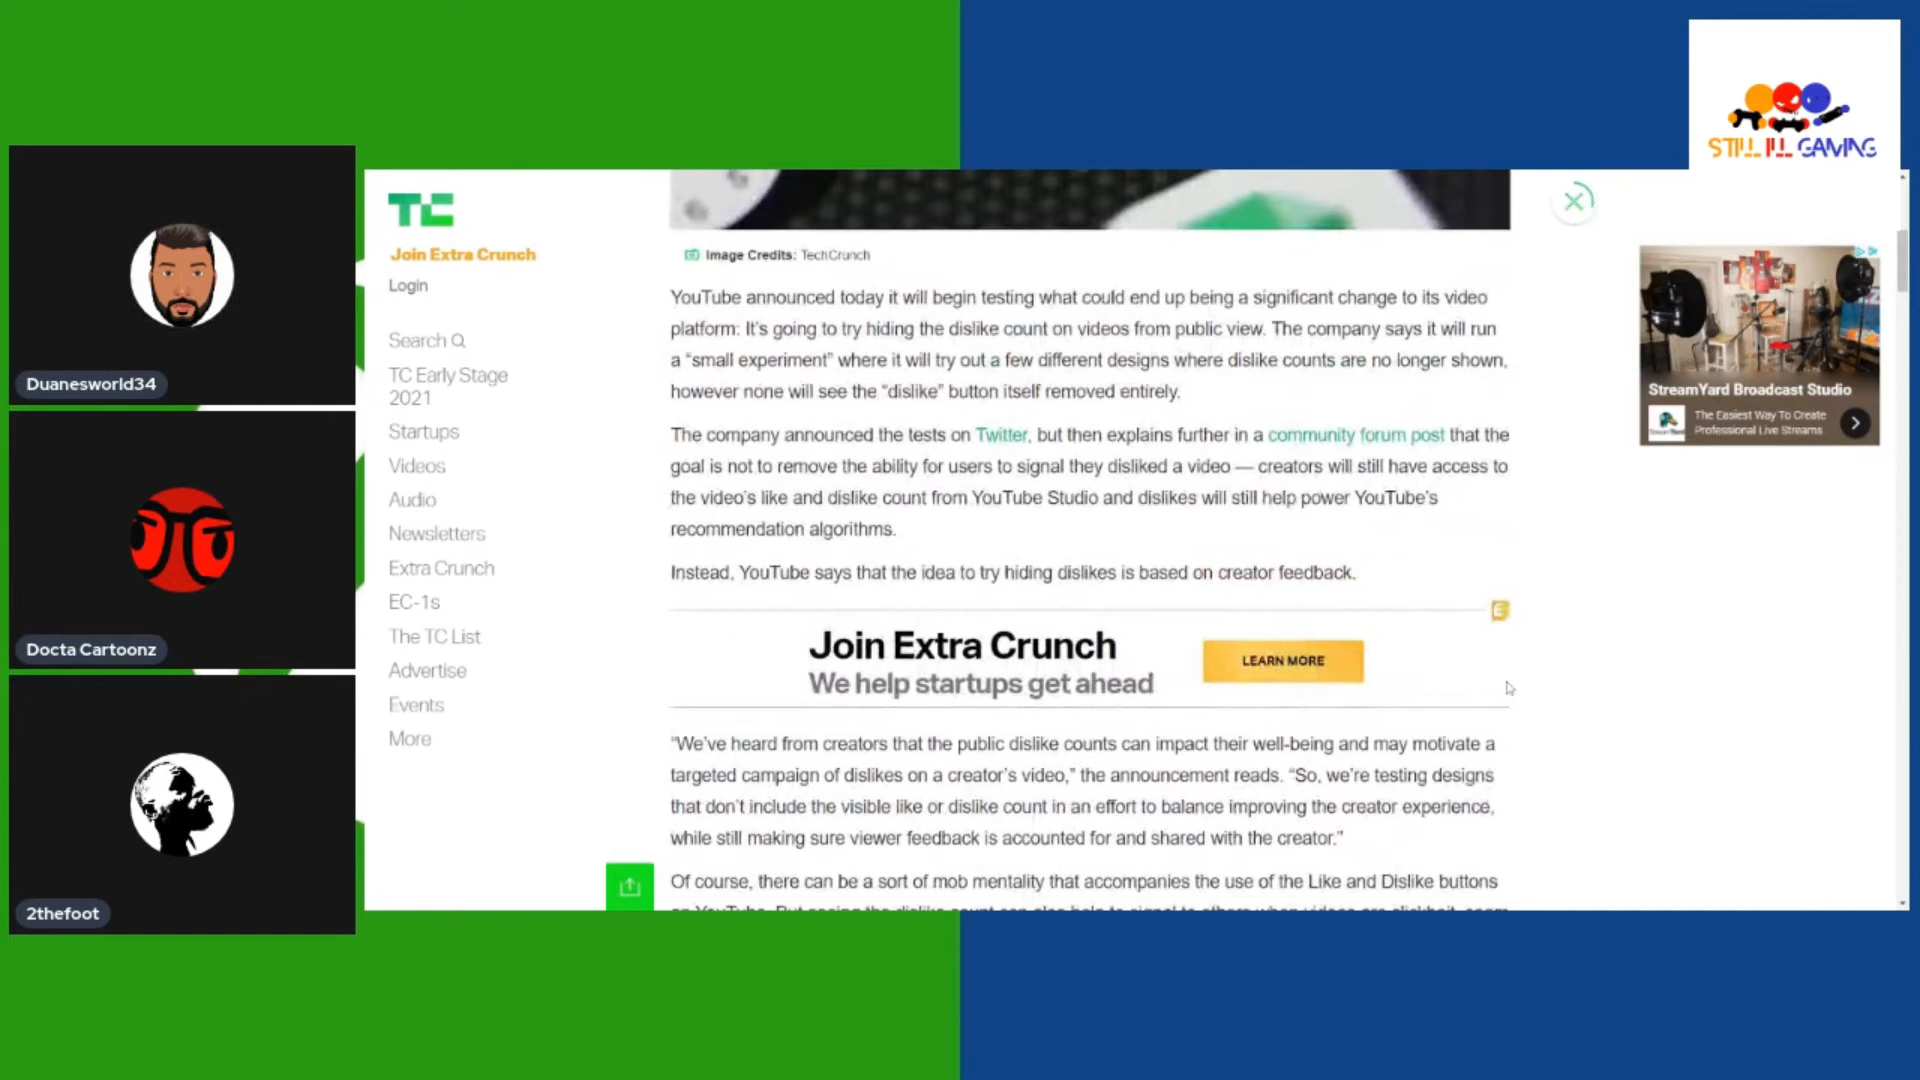 STILL ILL GAMING
Duanesworld34
Docta Cartoonz
2thefoot
TC
Join Extra Crunch
Login
Search
TC Early Stage
2021
Startups
Videos
Audio
Newsletters
Extra Crunch
EC-1s
The TC List
Advertise
Events
More
Image Credits: TechCrunch
YouTube announced today it will begin testing what could end up being a significant change to its video
platform: It's going to try hiding the dislike count on videos from public view. The company says it will run
a “small experiment” where it will try out a few different designs where dislike counts are no longer shown,
however none will see the “dislike” button itself removed entirely.
The company announced the tests on Twitter, but then explains further in a community forum post that the
goal is not to remove the ability for users to signal they disliked a video — creators will still have access to
the video's like and dislike count from YouTube Studio and dislikes will still help power YouTube's
recommendation algorithms.
Instead, YouTube says that the idea to try hiding dislikes is based on creator feedback.
E
Join Extra Crunch
We help startups get ahead
LEARN MORE
“We've heard from creators that the public dislike counts can impact their well-being and may motivate a
targeted campaign of dislikes on a creator's video,” the announcement reads. “So, we're testing designs
that don't include the visible like or dislike count in an effort to balance improving the creator experience,
while still making sure viewer feedback is accounted for and shared with the creator.”
Of course, there can be a sort of mob mentality that accompanies the use of the Like and Dislike buttons
StreamYard Broadcast Studio
The Easiest Way To Create
Professional Live Streams